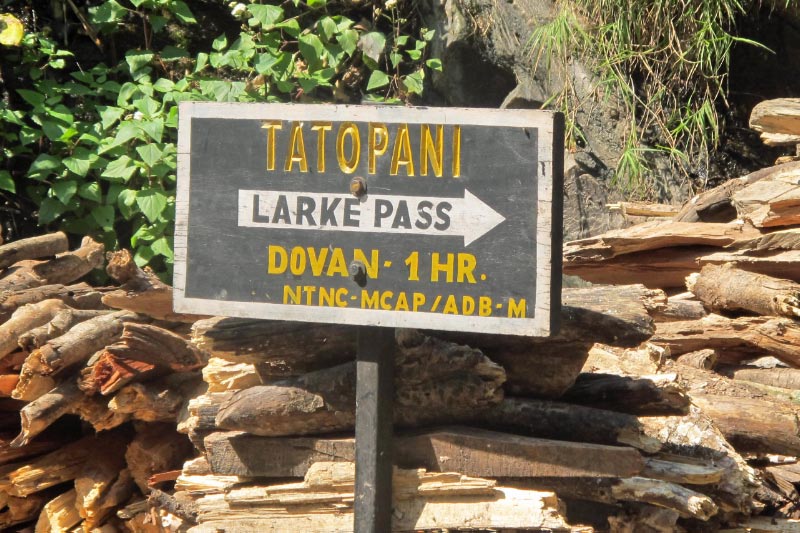 TATOPANI
LARKE PASS
DOVAN - 1 HR.
NTNC-MCAP/ADB-M